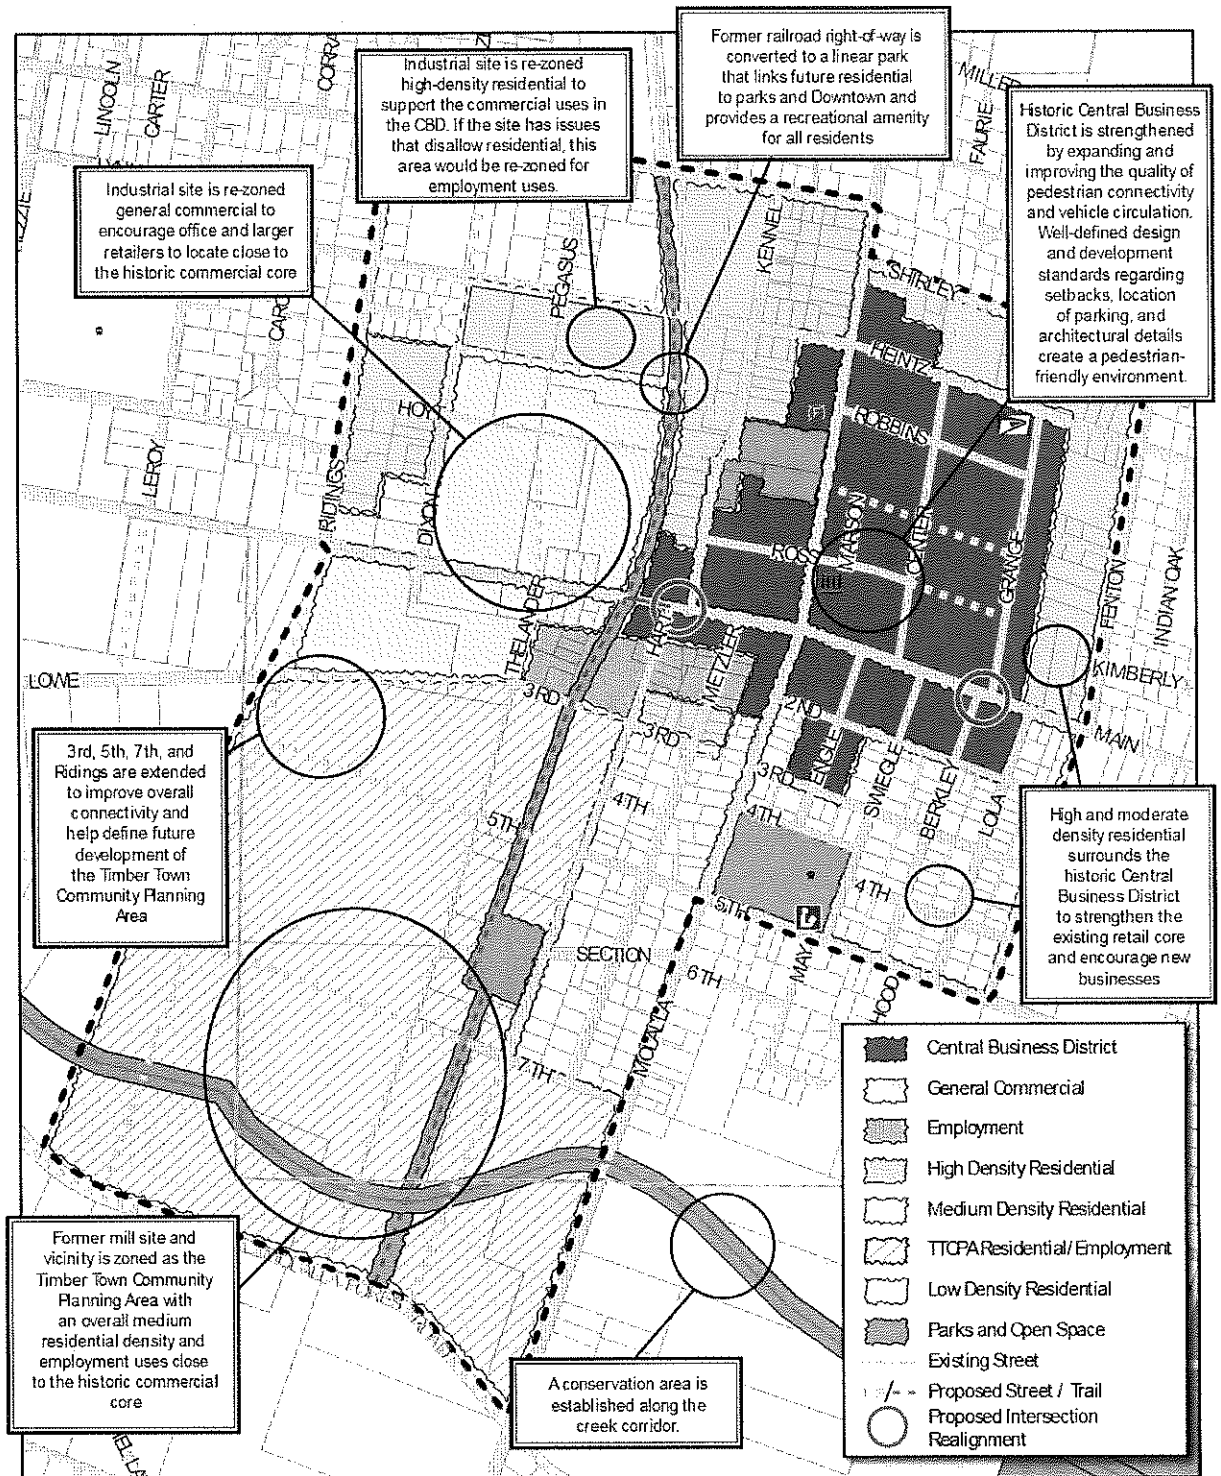 Former railroad right-of-way is
converted to a linear park
that links future residential
to parks and Downtown and
provides a recreational amenity
for all residents
Industrial site is re-zoned
high-density residential to
support the commercial uses in
the CBD. If the site has issues
that disallow residential, this
area would be re-zoned for
employment uses.
Historic Central Business
District is strengthened
by expanding and
improving the quality of
pedestrian connectivity
and vehicle circulation.
Well-defined design
and development
standards regarding
setbacks, location
of parking, and
architectural details
create a pedestrian-
friendly environment.
Industrial site is re-zoned
general commercial to
encourage office and larger
retailers to locate close to
the historic commercial core
LINCOLN
CARTER
CORRA
MILLER
FAURIE
KENNEL
PEGASUS
SHIRLEY
HEINTZ
ROBBINS
HOYT
LEROY
RIDINGS
DIXON
MARSON
CENTER
GRANGE
ROSS
FENTON
INDIAN OAK
THELANDER
HART
METZLER
KIMBERLY
LOWE
3RD
3RD
2ND
MAIN
3RD
ENGLE
SWEGLE
BERKLEY
LOLA
4TH
4TH
5TH
4TH
5TH
SECTION
6TH
MAY
HOOD
MOLALLA
7TH
3rd, 5th, 7th, and
Ridings are extended
to improve overall
connectivity and
help define future
development of
the Timber Town
Community Planning
Area
High and moderate
density residential
surrounds the
historic Central
Business District
to strengthen the
existing retail core
and encourage new
businesses
Former mill site and
vicinity is zoned as the
Timber Town Community
Planning Area with
an overall medium
residential density and
employment uses close
to the historic commercial
core
A conservation area is
established along the
creek corridor.
Central Business District
General Commercial
Employment
High Density Residential
Medium Density Residential
TTCPA Residential/ Employment
Low Density Residential
Parks and Open Space
Existing Street
Proposed Street / Trail
Proposed Intersection
Realignment